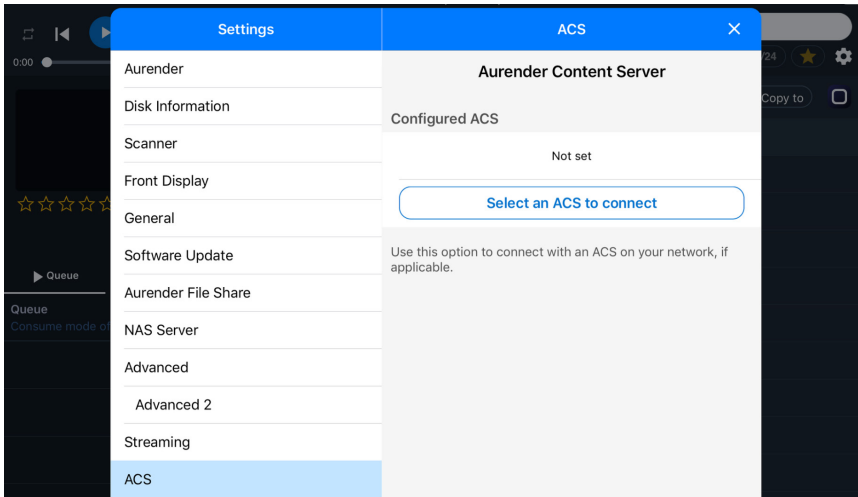 Settings
ACS
0:00
/24
Aurender
Aurender Content Server
Disk Information
Copy to
Configured ACS
Scanner
Not set
Front Display
Select an ACS to connect
General
Software Update
Use this option to connect with an ACS on your network, if
applicable.
Queue
Aurender File Share
Queue
Consume mode of
NAS Server
Advanced
Advanced 2
Streaming
ACS